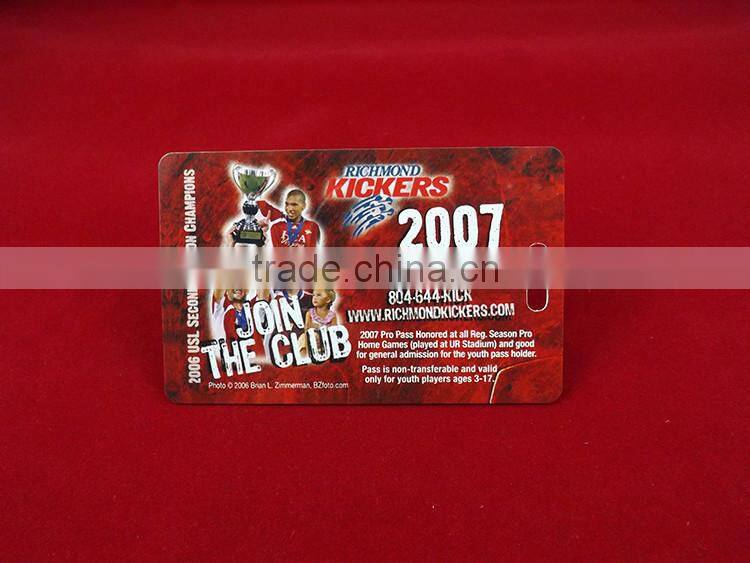 2006 USL SECOND
ON CHAMPIONS
RICHMOND
KICKERS
2007
trade.china.cn
804-644-KICK
WWW.RICHMONDKICKERS.COM
JOIN
THE CLUB
2007 Pro Pass Honored at all Reg. Season Pro
Home Games (played at UR Stadium) and good
for general admission for the youth pass holder.
Pass is non-transferable and valid
only for youth players ages 3-17.
Photo © 2006 Brian L. Zimmerman, BZfoto.com